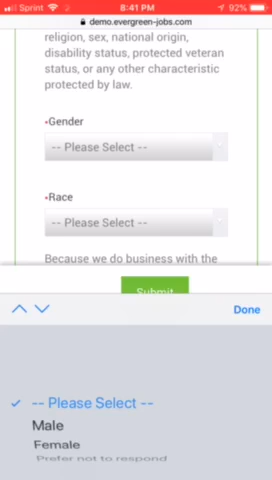 Sprint 8:41 PM 92%
demo.evergreen-jobs.com
religion, sex, national origin,
disability status, protected veteran
status, or any other characteristic
protected by law.
*Gender
-- Please Select --
*Race
-- Please Select --
Because we do business with the
Submit
Done
-- Please Select --
Male
Female
Prefer not to respond